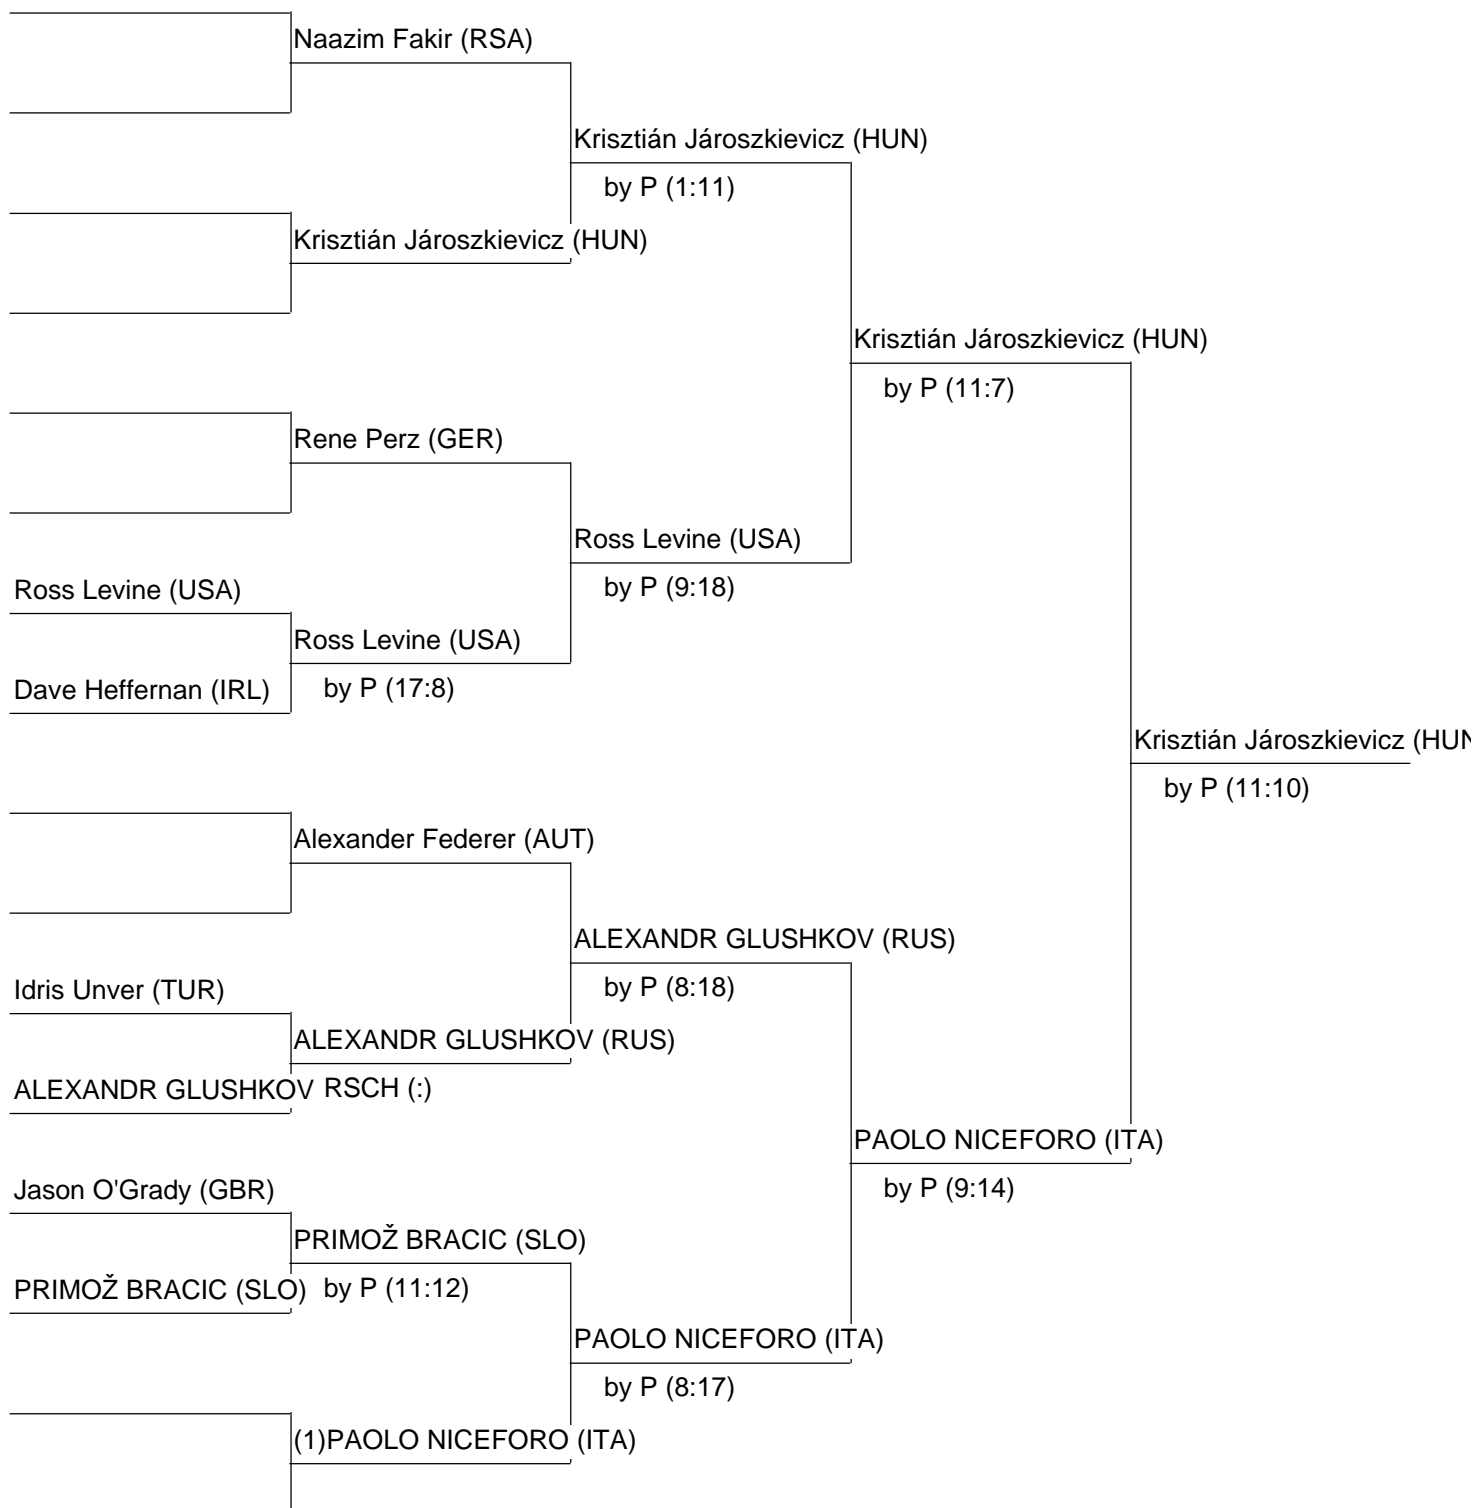 Naazim Fakir (RSA)
Krisztián Jároszkievicz (HUN)
by P (1:11)
Krisztián Jároszkievicz (HUN)
Krisztián Jároszkievicz (HUN)
by P (11:7)
Rene Perz (GER)
Ross Levine (USA)
by P (9:18)
Ross Levine (USA)
Ross Levine (USA)
by P (17:8)
Dave Heffernan (IRL)
Krisztián Jároszkievicz (HUN
by P (11:10)
Alexander Federer (AUT)
ALEXANDR GLUSHKOV (RUS)
by P (8:18)
Idris Unver (TUR)
ALEXANDR GLUSHKOV (RUS)
ALEXANDR GLUSHKOV RSCH (:)
PAOLO NICEFORO (ITA)
by P (9:14)
Jason O'Grady (GBR)
PRIMOŽ BRACIC (SLO)
PRIMOŽ BRACIC (SLO) by P (11:12)
PAOLO NICEFORO (ITA)
by P (8:17)
(1)PAOLO NICEFORO (ITA)